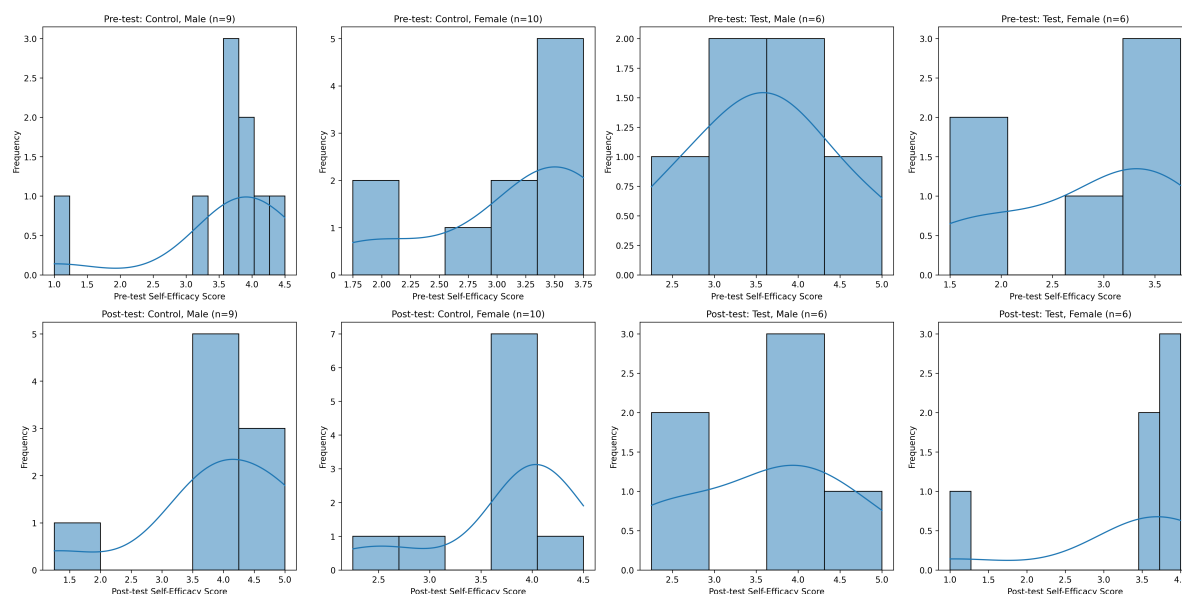 Pre-test: Control, Male (n=9)
Frequency
3.0
2.5
2.0
1.5
1.0
0.5
0.0
1.0 1.5 2.0 2.5 3.0 3.5 4.0 4.5
Pre-test Self-Efficacy Score
Pre-test: Control, Female (n=10)
Frequency
5
4
3
2
1
0
1.75 2.00 2.25 2.50 2.75 3.00 3.25 3.50 3.75
Pre-test Self-Efficacy Score
Pre-test: Test, Male (n=6)
Frequency
2.00
1.75
1.50
1.25
1.00
0.75
0.50
0.25
0.00
2.5 3.0 3.5 4.0 4.5 5.0
Pre-test Self-Efficacy Score
Pre-test: Test, Female (n=6)
Frequency
3.0
2.5
2.0
1.5
1.0
0.5
0.0
1.5 2.0 2.5 3.0 3.5
Pre-test Self-Efficacy Score
Post-test: Control, Male (n=9)
Frequency
5
4
3
2
1
0
1.5 2.0 2.5 3.0 3.5 4.0 4.5 5.0
Post-test Self-Efficacy Score
Post-test: Control, Female (n=10)
Frequency
7
6
5
4
3
2
1
0
2.5 3.0 3.5 4.0 4.5
Post-test Self-Efficacy Score
Post-test: Test, Male (n=6)
Frequency
3.0
2.5
2.0
1.5
1.0
0.5
0.0
2.5 3.0 3.5 4.0 4.5 5.0
Post-test Self-Efficacy Score
Post-test: Test, Female (n=6)
Frequency
3.0
2.5
2.0
1.5
1.0
0.5
0.0
1.0 1.5 2.0 2.5 3.0 3.5
Post-test Self-Efficacy Score